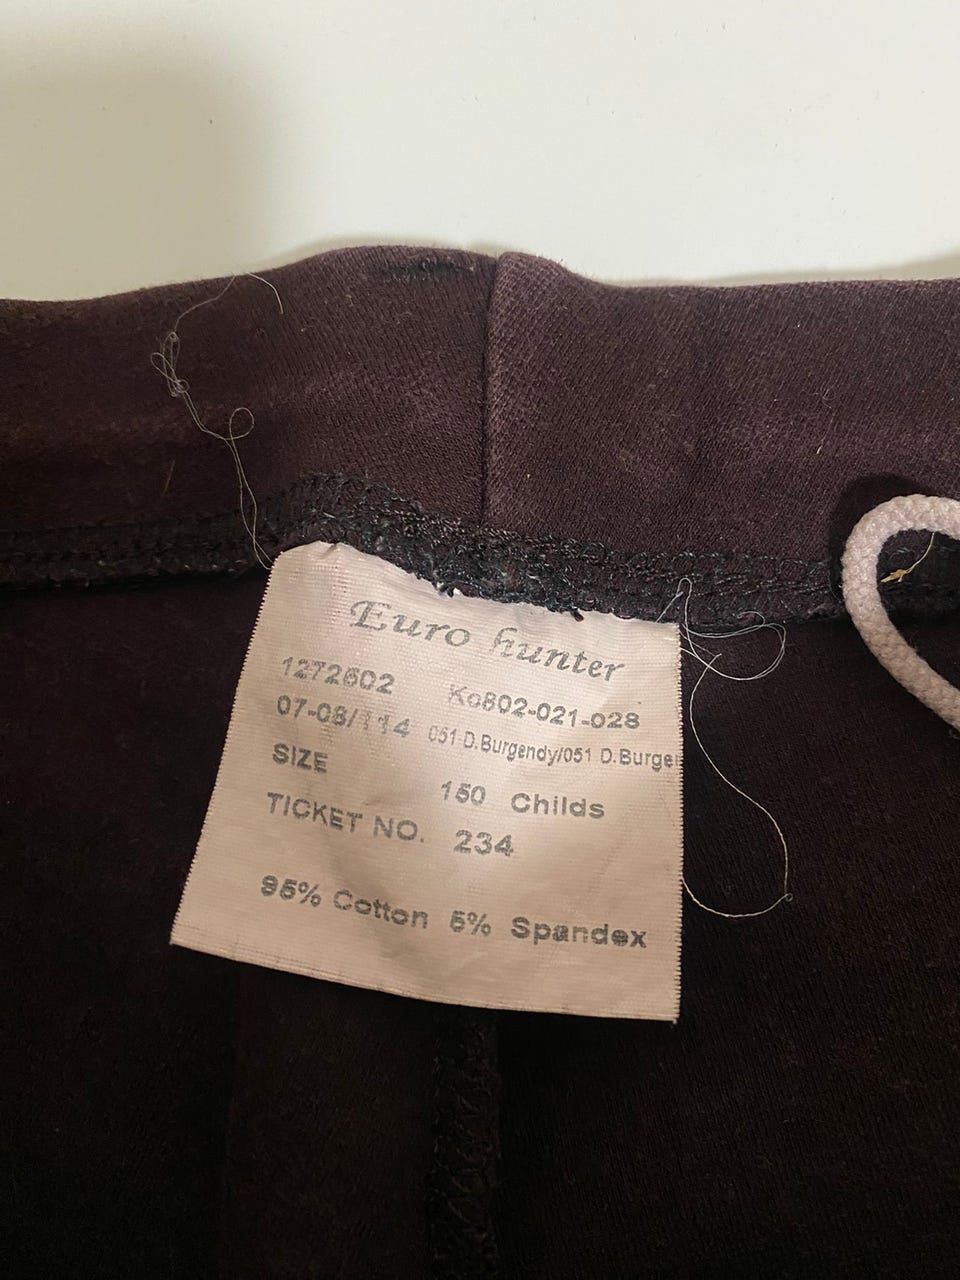 Euro hunter
1272602 Ko802-021-028
07-08/114 051 D.Burgendy/051 D.Burge
SIZE 150 Childs
TICKET NO. 234
95% Cotton 5% Spandex